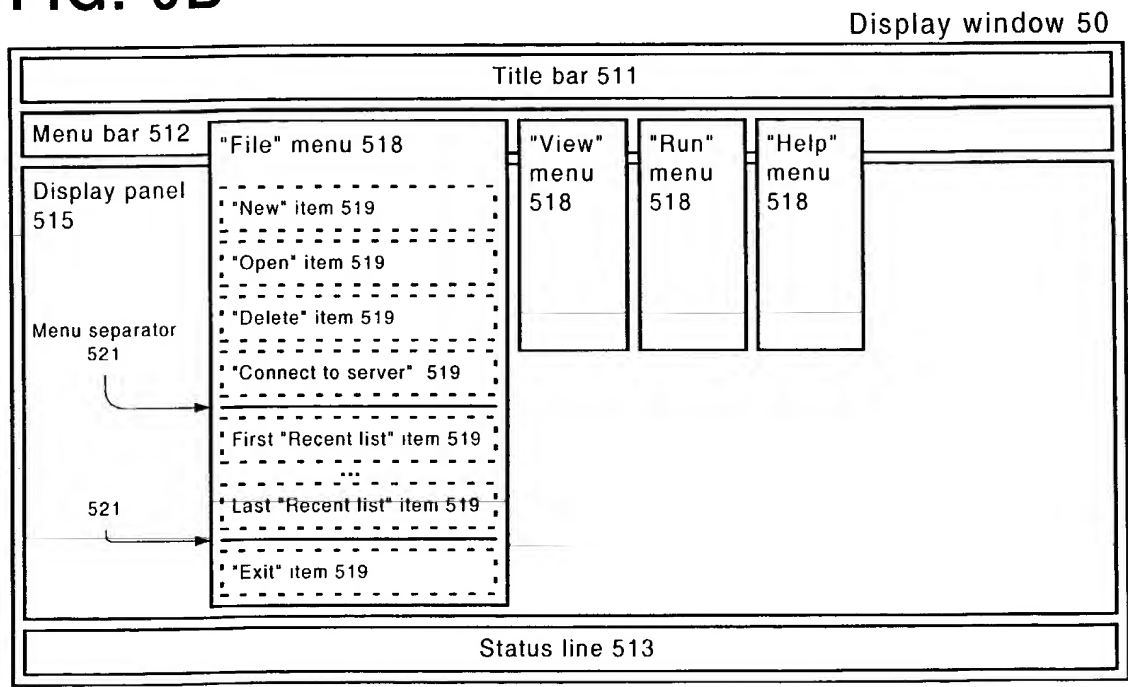 Display window 50
Title bar 511
Menu bar 512
"File" menu 518
"View"
menu
518
"Run"
menu
518
"Help"
menu
518
Display panel
515
"New" item 519
"Open" item 519
"Delete" item 519
Menu separator
521
"Connect to server" 519
First "Recent list" item 519
...
Last "Recent list" item 519
521
"Exit" item 519
Status line 513